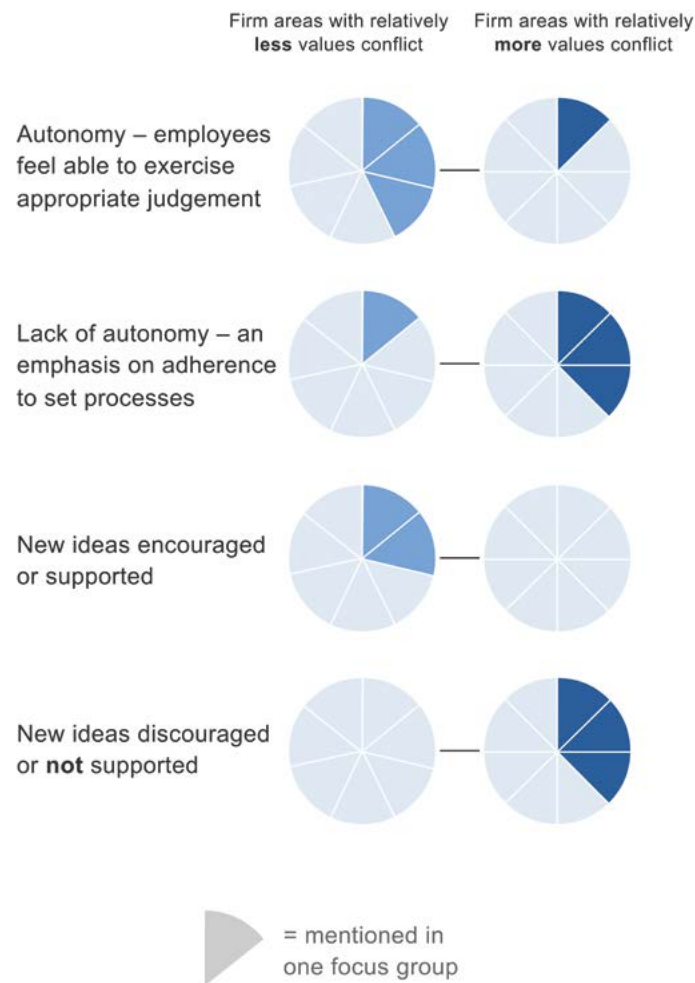 Firm areas with relatively
less values conflict
Firm areas with relatively
more values conflict
Autonomy – employees
feel able to exercise
appropriate judgement
Lack of autonomy – an
emphasis on adherence
to set processes
New ideas encouraged
or supported
New ideas discouraged
or not supported
= mentioned in
one focus group